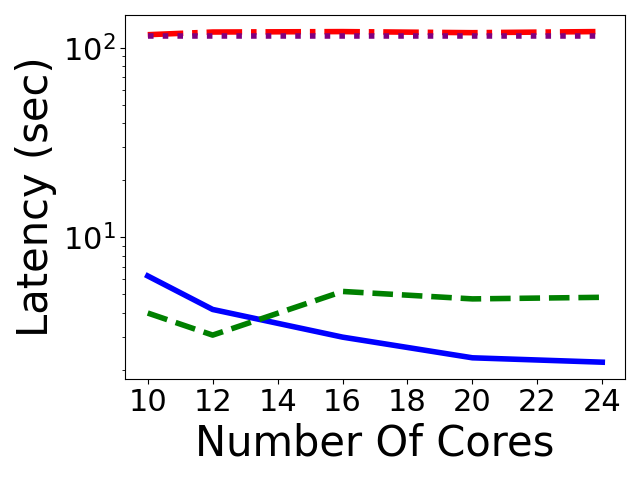 Latency (sec)
10²
10¹
10 12 14 16 18 20 22 24
Number Of Cores